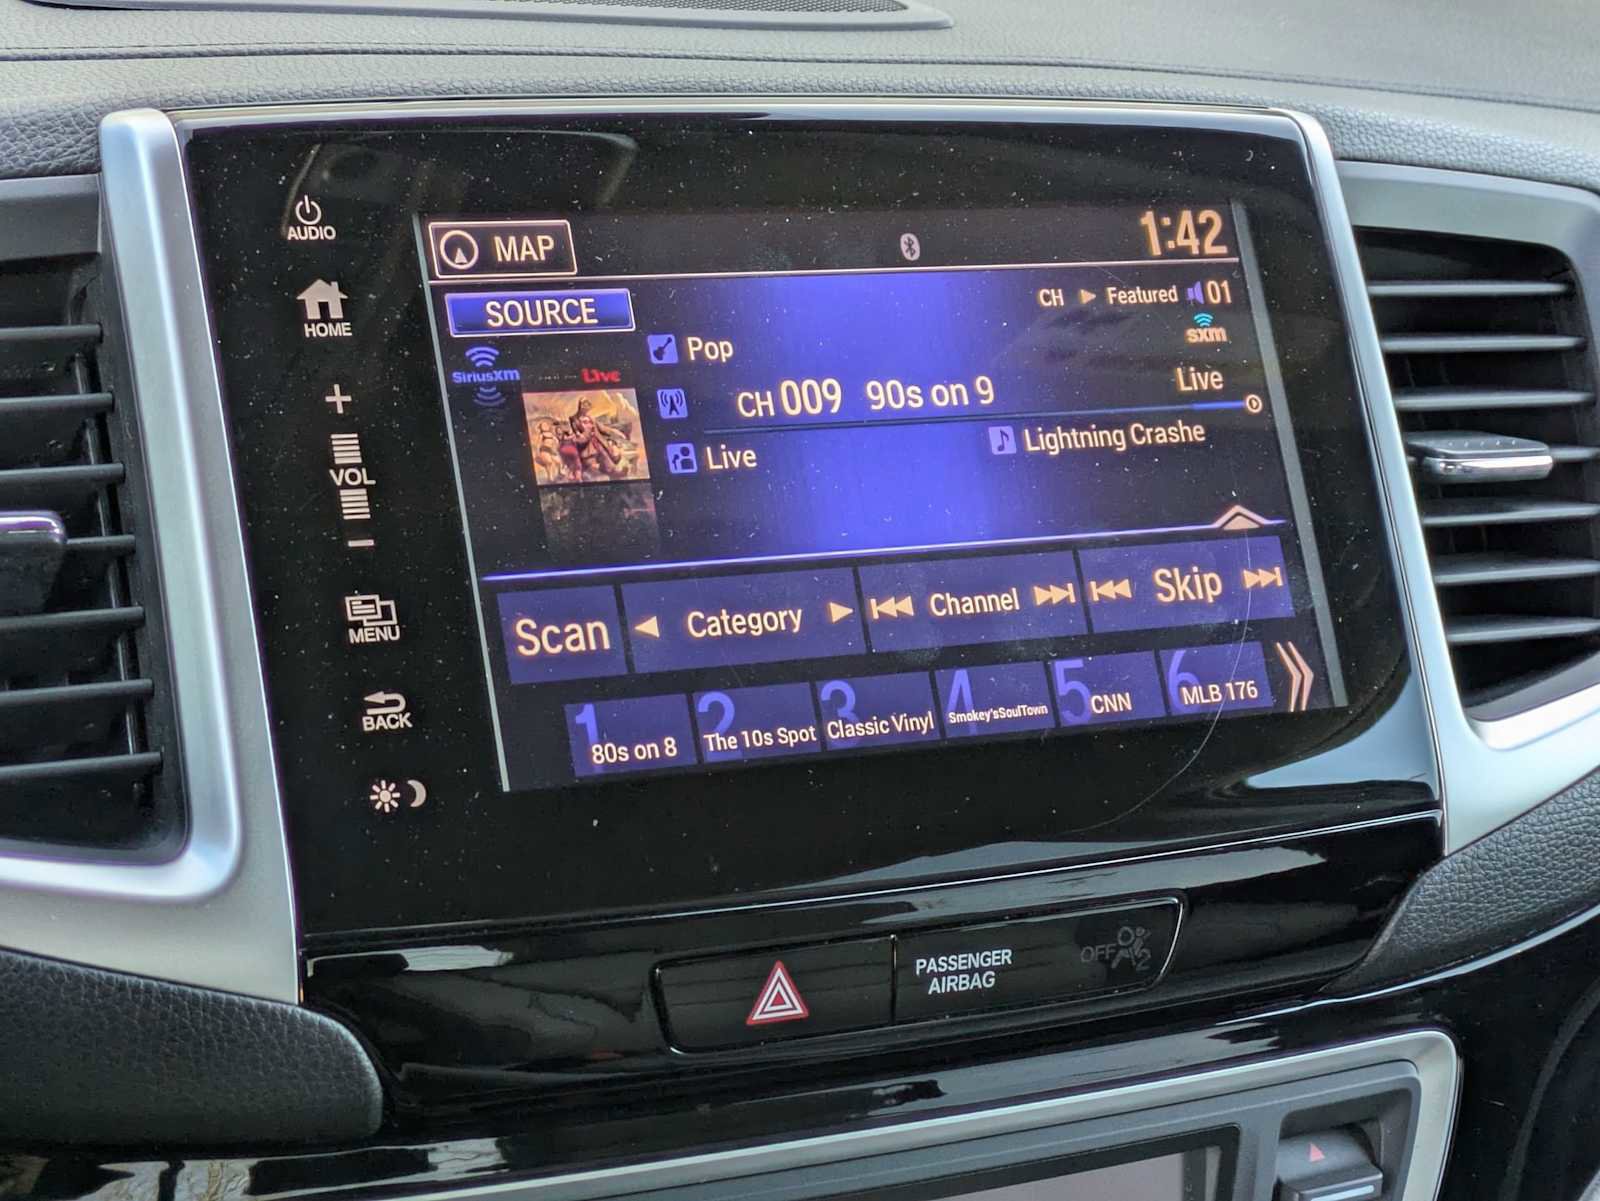 AUDIO
HOME
+
VOL
-
MENU
BACK
MAP
1:42
SOURCE
CH ▶ Featured 01
SiriusXM
sxm
LIVE
Pop
Live
CH 009 90s on 9
Live
Lightning Crashe
Scan
◀ Category ▶
Channel
Skip
1 80s on 8
2 The 10s Spot
3 Classic Vinyl
4 Smokey'sSoulTown
5 CNN
6 MLB 176
PASSENGER
AIRBAG
OFF
2